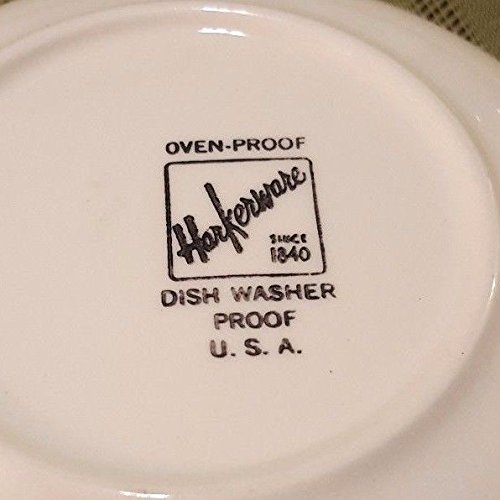 OVEN-PROOF
Harkerware
SINCE
1840
DISH WASHER
PROOF
U. S. A.